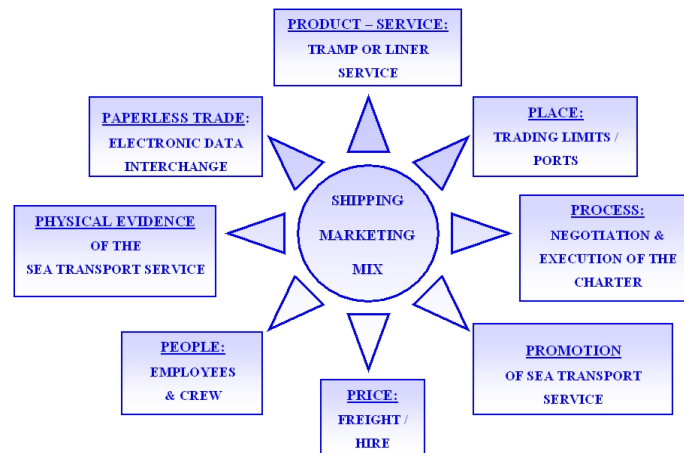 PRODUCT – SERVICE:
TRAMP OR LINER
SERVICE
PAPERLESS TRADE:
ELECTRONIC DATA
INTERCHANGE
PLACE:
TRADING LIMITS /
PORTS
SHIPPING
MARKETING
MIX
PHYSICAL EVIDENCE
OF THE
SEA TRANSPORT SERVICE
PROCESS:
NEGOTIATION &
EXECUTION OF THE
CHARTER
PEOPLE:
EMPLOYEES
& CREW
PROMOTION
OF SEA TRANSPORT
SERVICE
PRICE:
FREIGHT /
HIRE